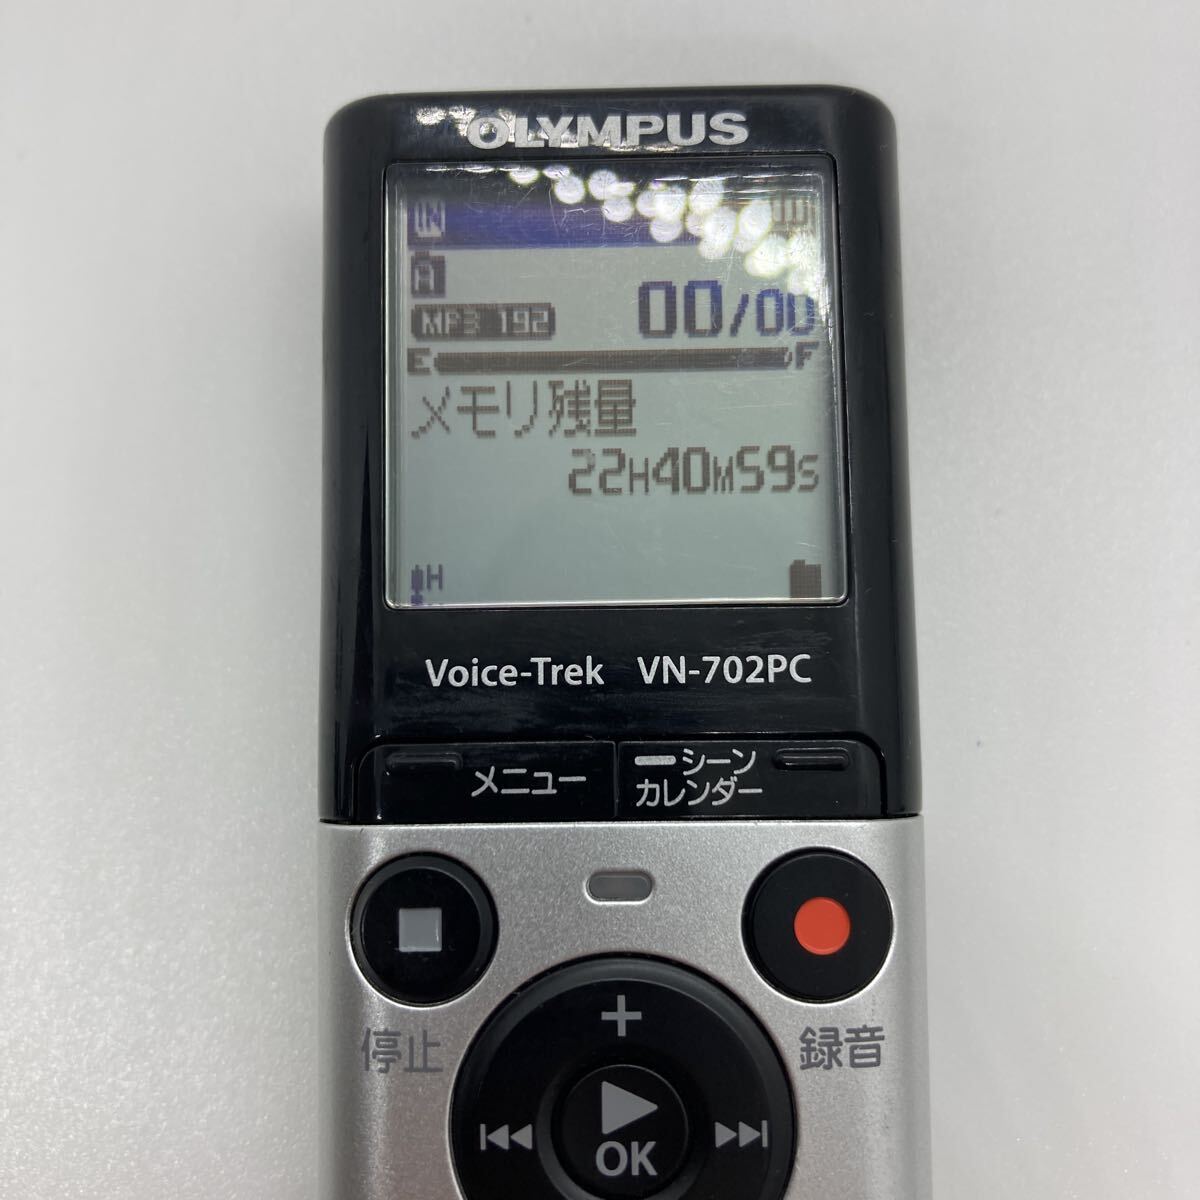 OLYMPUS
A
MP3 192 00/00
E F
メモリ残量
22H40M59S
H
Voice-Trek VN-702PC
メニュー
シーン
カレンダー
停止
録音
+
OK